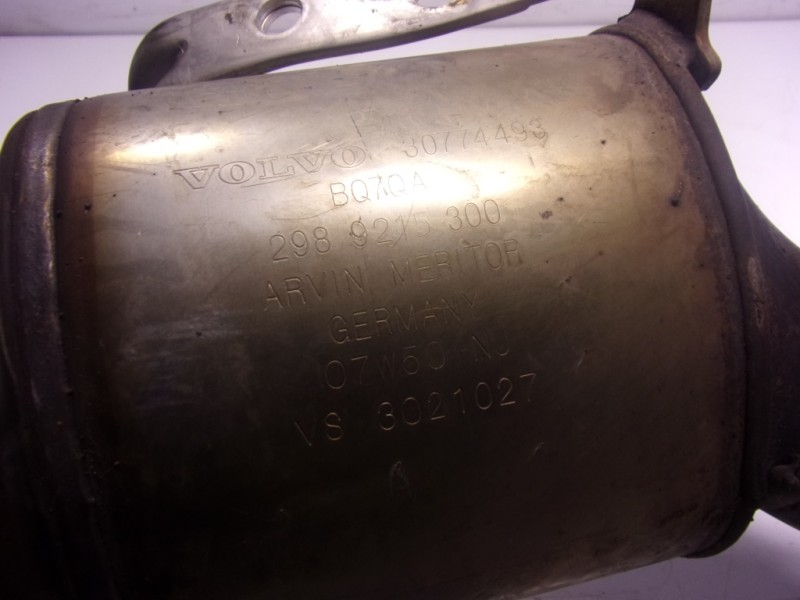 VOLVO 30774493
BQ7QA
298 9215 300
ARVIN MERITOR
GERMANY
07W50 NJ
VS 3021027